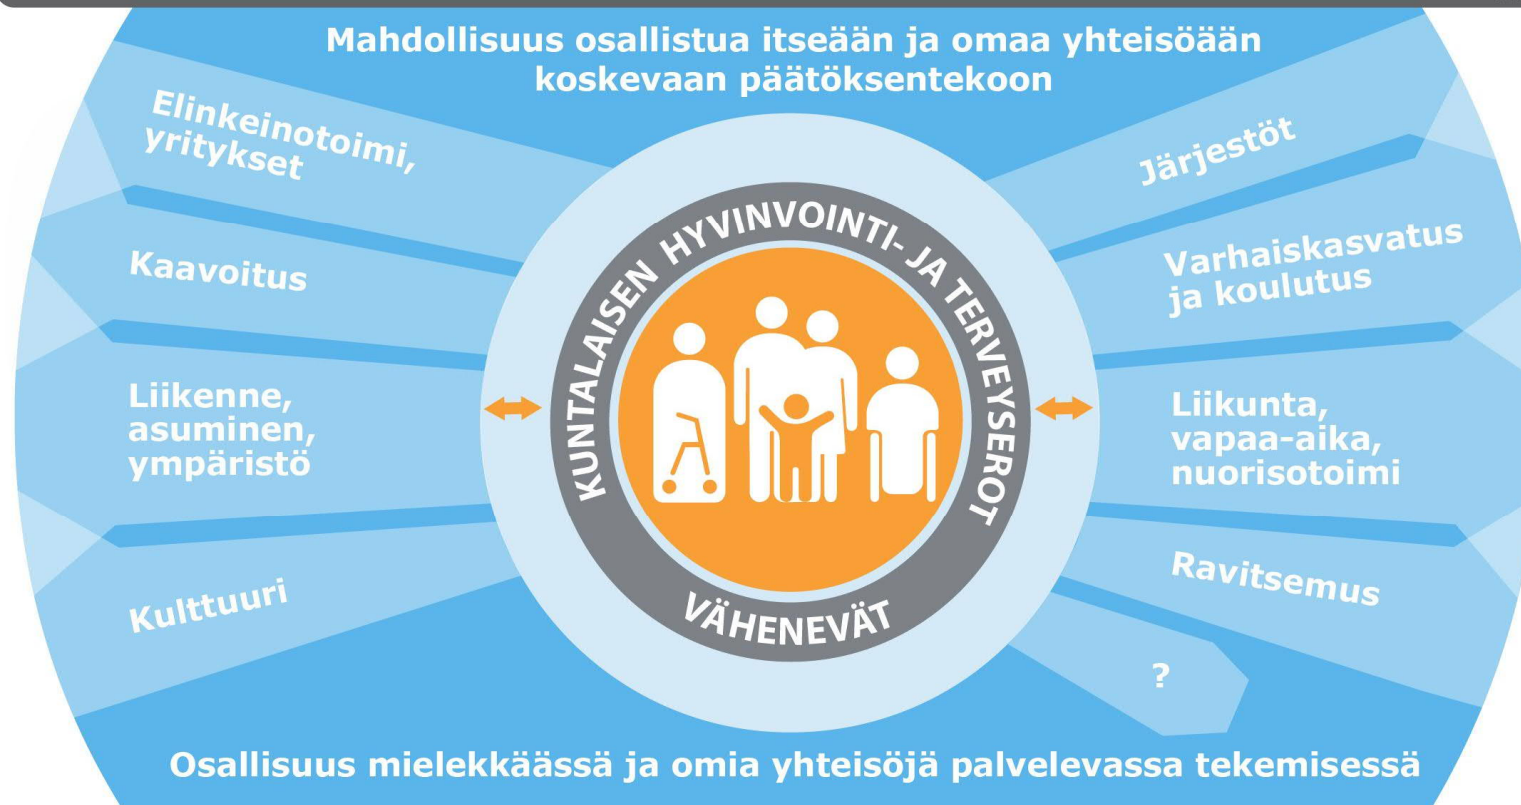 Mahdollisuus osallistua itseään ja omaa yhteisöään
koskevaan päätöksentekoon
Elinkeinotoimi,
yritykset
Kaavoitus
Liikenne,
asuminen,
ympäristö
Kulttuuri
KUNTALAISEN HYVINVOINTI- JA TERVEYSEROT
VÄHENEVÄT
Järjestöt
Varhaiskasvatus
ja koulutus
Liikunta,
vapaa-aika,
nuorisotoimi
Ravitsemus
?
Osallisuus mielekkäässä ja omia yhteisöjä palvelevassa tekemisessä